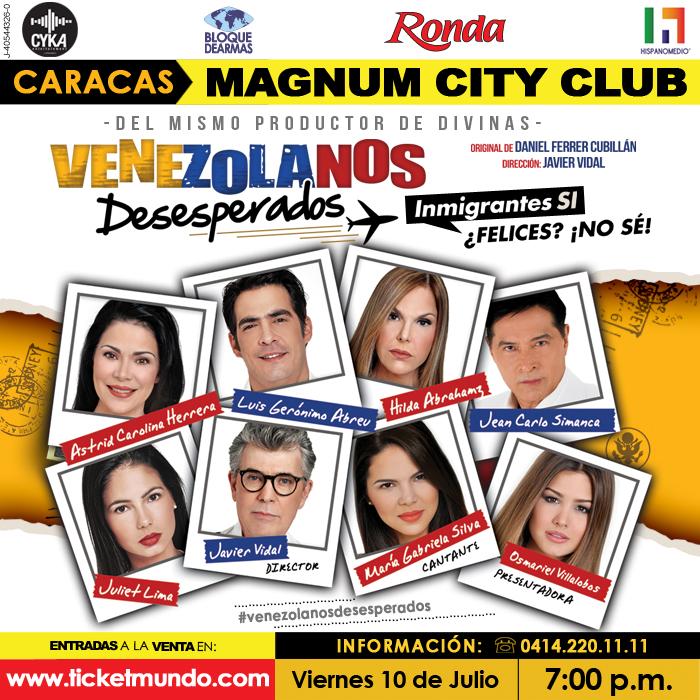 J-40544326-0
CYKA
entertainment
BLOQUE
DEARMAS
Ronda
HISPANOMEDIO
CARACAS MAGNUM CITY CLUB
-DEL MISMO PRODUCTOR DE DIVINAS-
VENEZOLANOS
Desesperados
ORIGINAL DE DANIEL FERRER CUBILLÁN
DIRECCIÓN: JAVIER VIDAL
Inmigrantes SI
¿FELICES? ¡NO SÉ!
Astrid Carolina Herrera
Luis Gerónimo Abreu
Hilda Abrahamz
Jean Carlo Simanca
Juliet Lima
Javier Vidal
DIRECTOR
María Gabriela Silva
CANTANTE
Osmariel Villalobos
PRESENTADORA
#venezolanosdesesperados
ENTRADAS A LA VENTA EN:
www.ticketmundo.com
INFORMACIÓN: ☏ 0414.220.11.11
Viernes 10 de Julio
7:00 p.m.